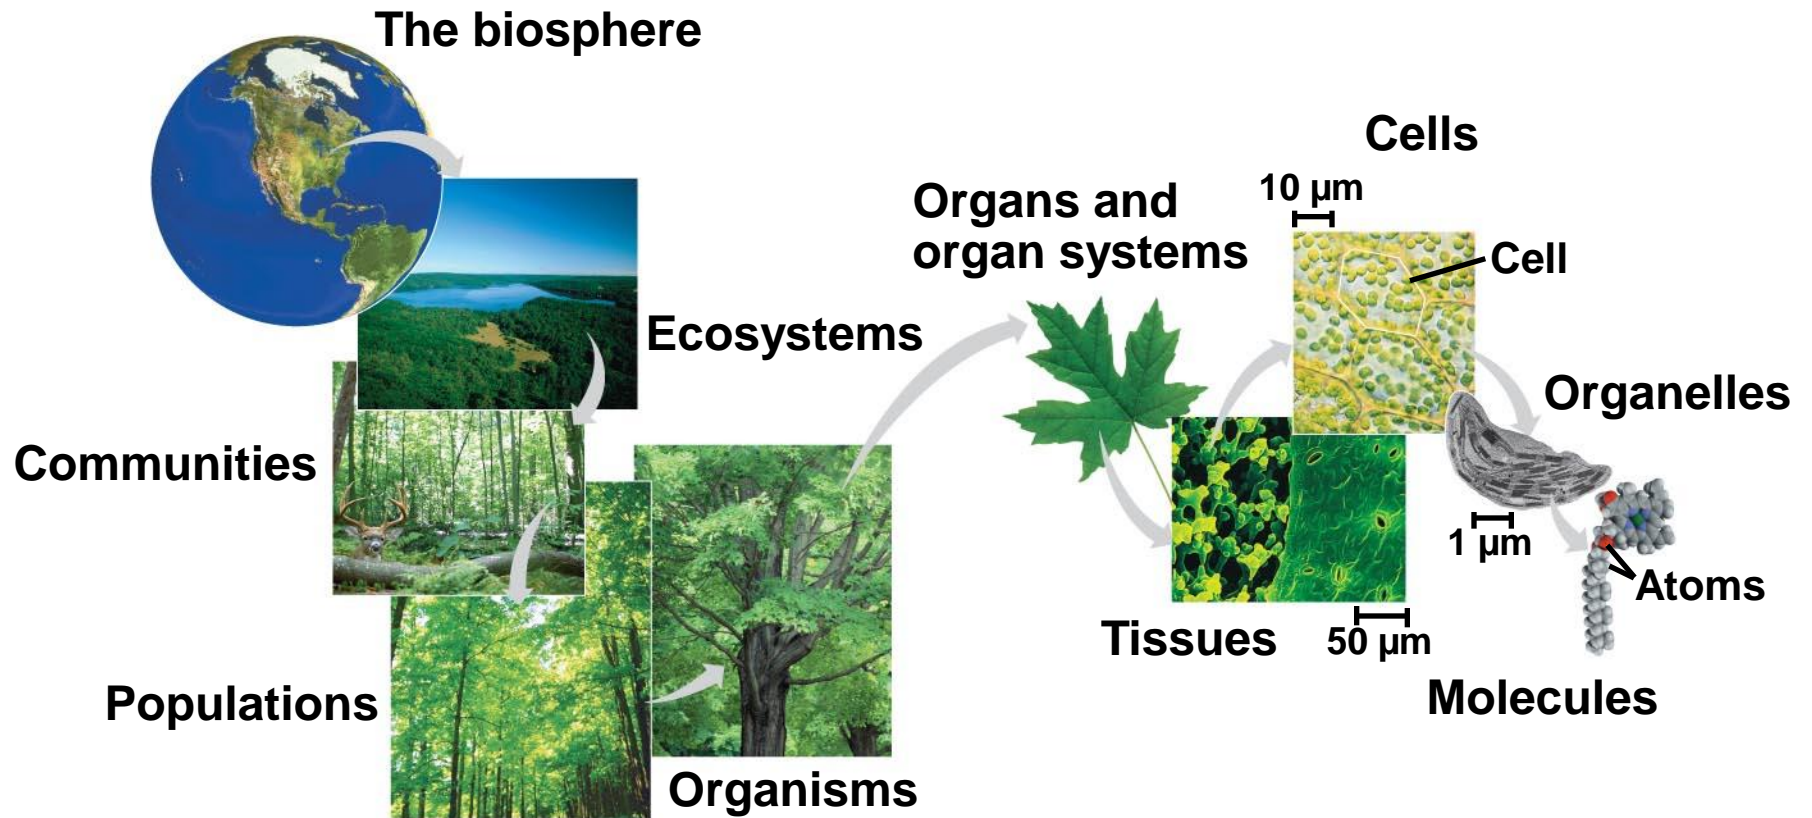 The biosphere
Ecosystems
Communities
Populations
Organisms
Organs and
organ systems
Tissues
50 µm
Cells
10 µm
Cell
Organelles
1 µm
Atoms
Molecules